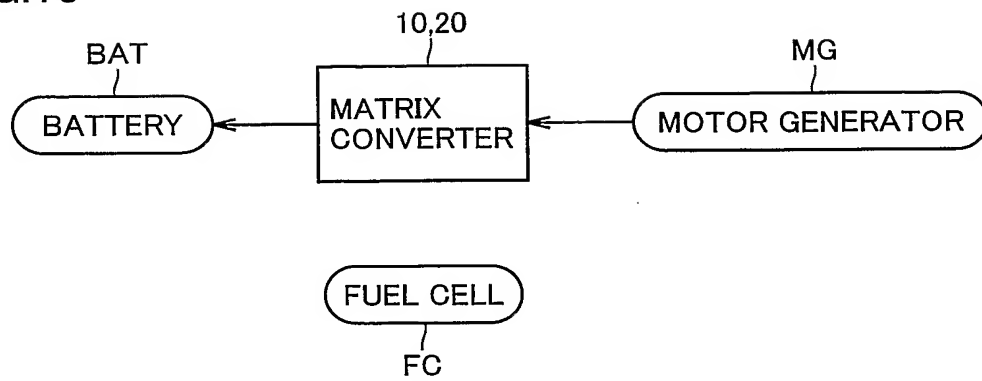 10,20
BAT
MG
BATTERY
MATRIX
CONVERTER
MOTOR GENERATOR
FUEL CELL
FC